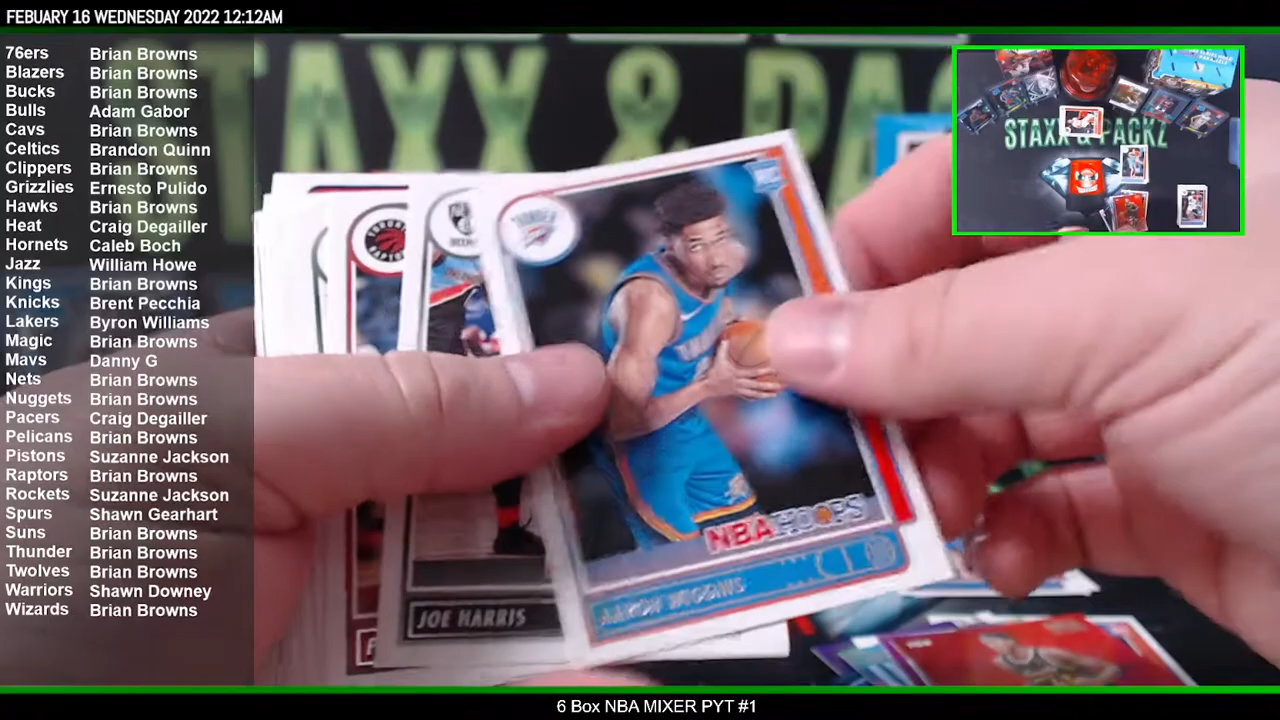 FEBUARY 16 WEDNESDAY 2022 12:12AM
76ers Brian Browns
Blazers Brian Browns
Bucks Brian Browns
Bulls Adam Gabor
Cavs Brian Browns
Celtics Brandon Quinn
Clippers Brian Browns
Grizzlies Ernesto Pulido
Hawks Brian Browns
Heat Craig Degailler
Hornets Caleb Boch
Jazz William Howe
Kings Brian Browns
Knicks Brent Pecchia
Lakers Byron Williams
Magic Brian Browns
Mavs Danny G
Nets Brian Browns
Nuggets Brian Browns
Pacers Craig Degailler
Pelicans Brian Browns
Pistons Suzanne Jackson
Raptors Brian Browns
Rockets Suzanne Jackson
Spurs Shawn Gearhart
Suns Brian Browns
Thunder Brian Browns
Twolves Brian Browns
Warriors Shawn Downey
Wizards Brian Browns
TAXX & PA
STAXX & PACKZ
THUNDER
NBA HOOPS
AARON WIGGINS
JOE HARRIS
6 Box NBA MIXER PYT #1